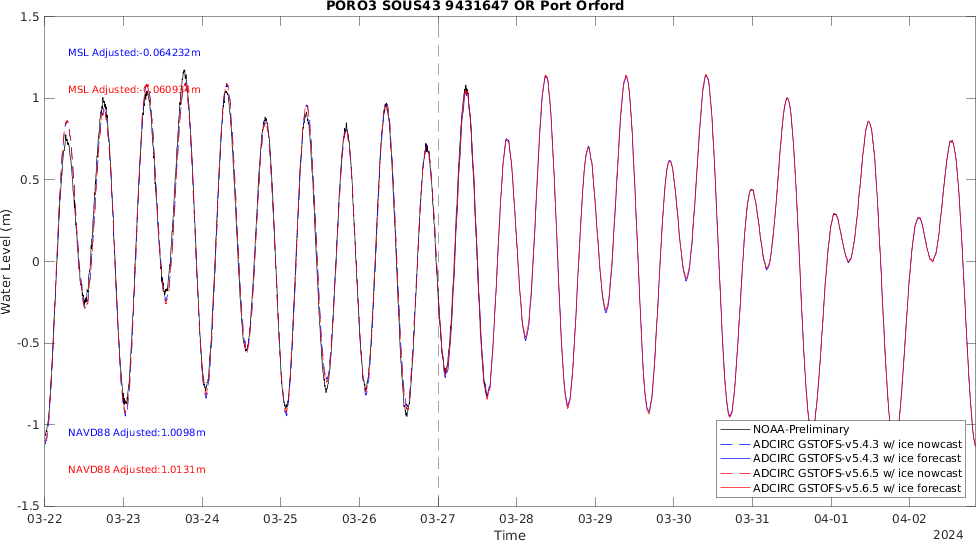 PORO3 SOUS43 9431647 OR Port Orford
1.5
1
0.5
0
-0.5
-1
-1.5
Water Level (m)
MSL Adjusted:-0.064232m
MSL Adjusted:-0.060934m
NAVD88 Adjusted:1.0098m
NAVD88 Adjusted:1.0131m
NOAA-Preliminary
ADCIRC GSTOFS-v5.4.3 w/ ice nowcast
ADCIRC GSTOFS-v5.4.3 w/ ice forecast
ADCIRC GSTOFS-v5.6.5 w/ ice nowcast
ADCIRC GSTOFS-v5.6.5 w/ ice forecast
03-22 03-23 03-24 03-25 03-26 03-27 03-28 03-29 03-30 03-31 04-01 04-02
Time
2024